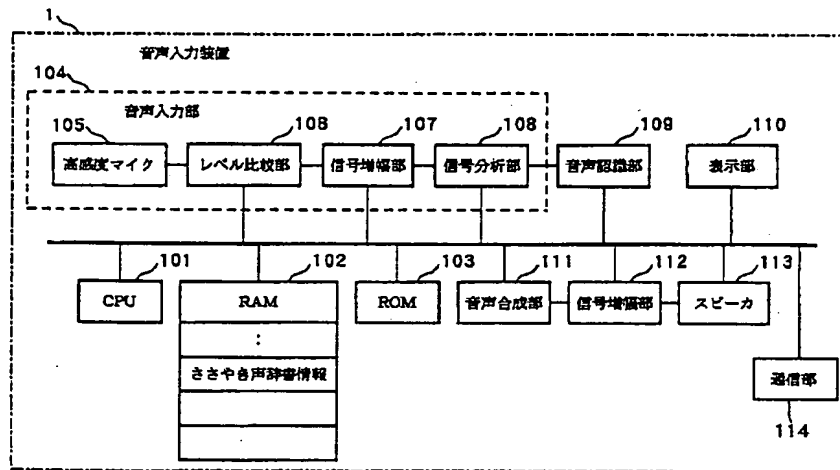 1
音声入力装置
104
音声入力部
105 106 107 108 109 110
高感度マイク レベル比較部 信号増幅部 信号分析部 音声認識部 表示部
101 102 103 111 112 113
CPU RAM ROM 音声合成部 信号増幅部 スピーカ
:
ささやき声辞書情報
通信部
114